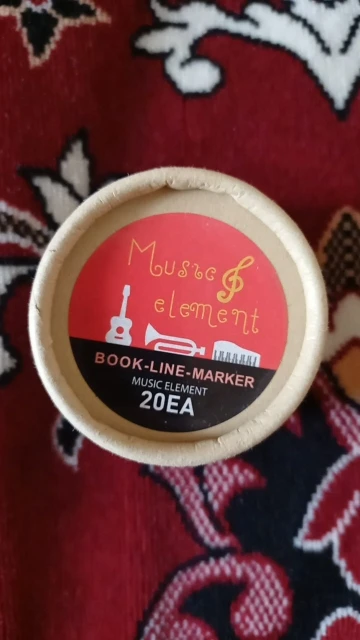 Music
element
BOOK-LINE-MARKER
MUSIC ELEMENT
20EA